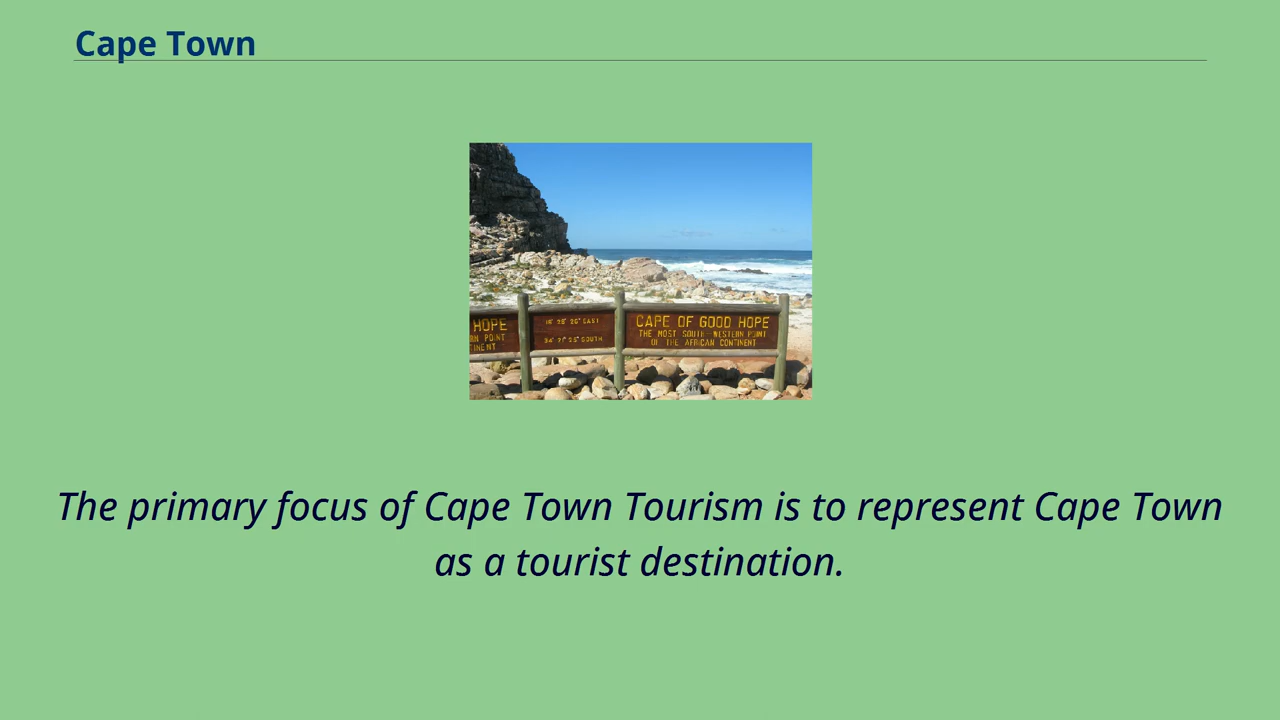 Cape Town
HOPE
POINT
CAPE OF GOOD HOPE
THE MOST SOUTH-WESTERN POINT
OF THE AFRICAN CONTINENT
The primary focus of Cape Town Tourism is to represent Cape Town
as a tourist destination.